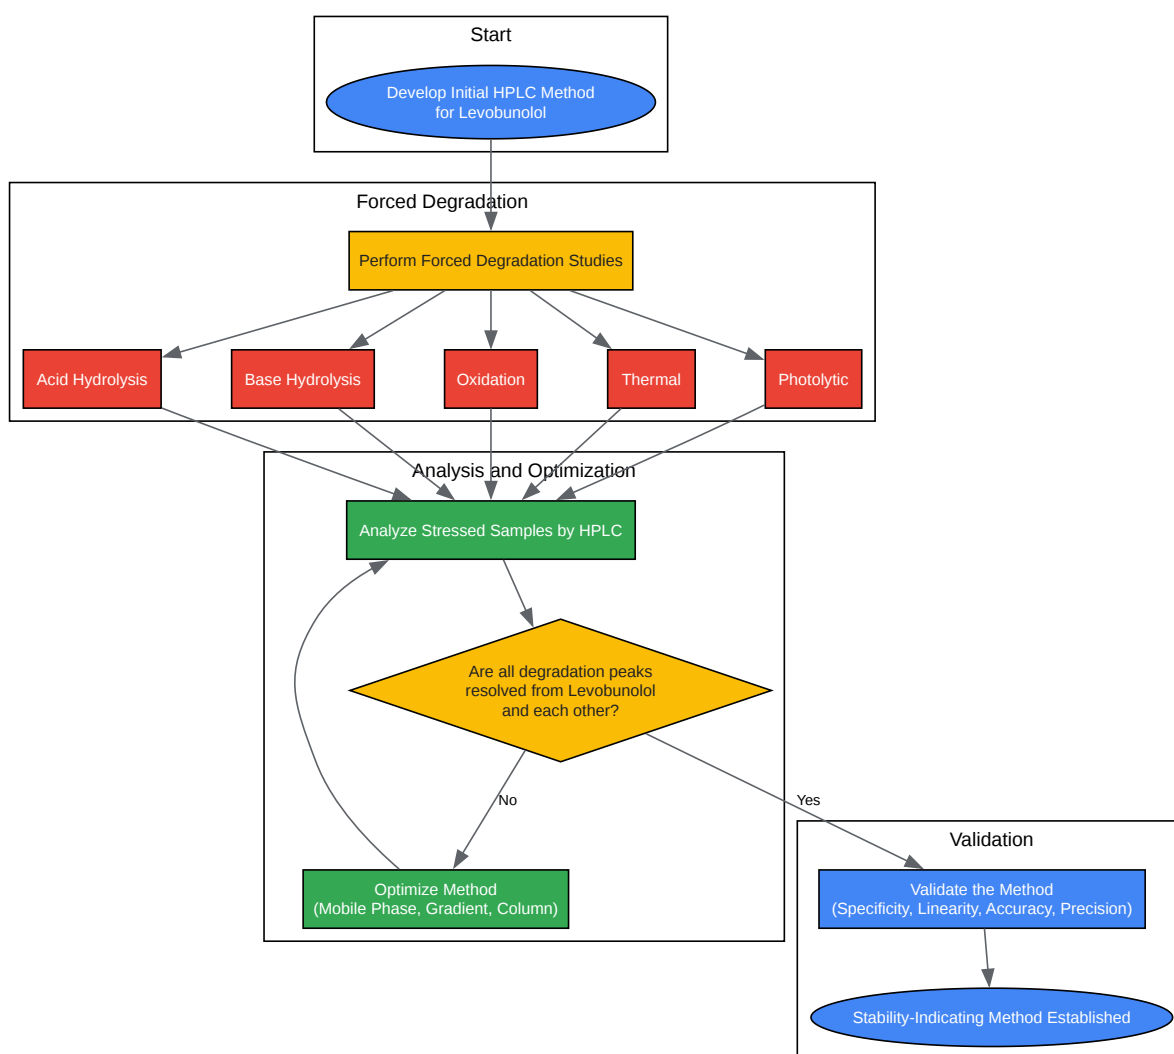 Start
Develop Initial HPLC Method
for Levobunolol
Forced Degradation
Perform Forced Degradation Studies
Acid Hydrolysis
Base Hydrolysis
Oxidation
Thermal
Photolytic
Analysis and Optimization
Analyze Stressed Samples by HPLC
Are all degradation peaks
resolved from Levobunolol
and each other?
No
Yes
Optimize Method
(Mobile Phase, Gradient, Column)
Validation
Validate the Method
(Specificity, Linearity, Accuracy, Precision)
Stability-Indicating Method Established